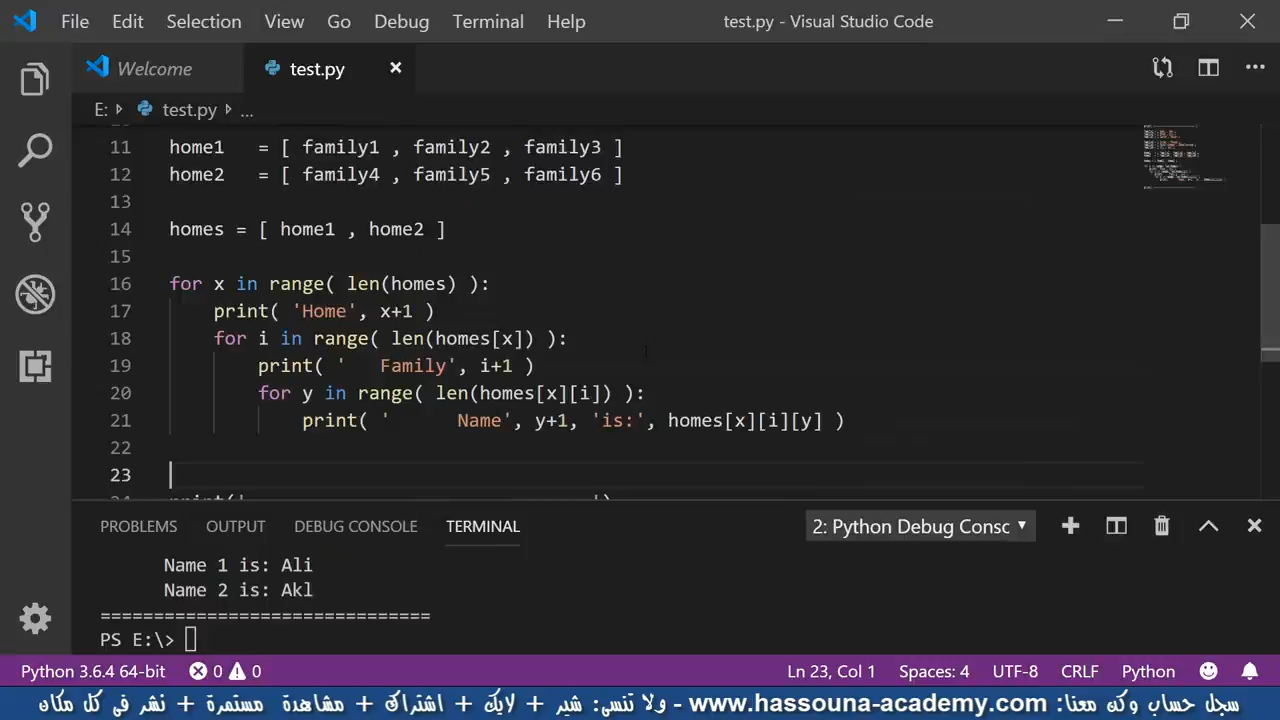 File Edit Selection View Go Debug Terminal Help test.py - Visual Studio Code
Welcome test.py
E: test.py ...
11 home1 = [ family1 , family2 , family3 ]
12 home2 = [ family4 , family5 , family6 ]
13
14 homes = [ home1 , home2 ]
15
16 for x in range( len(homes) ):
17 print( 'Home', x+1 )
18 for i in range( len(homes[x]) ):
19 print( '   Family', i+1 )
20 for y in range( len(homes[x][i]) ):
21 print( '      Name', y+1, 'is:', homes[x][i][y] )
22
23
PROBLEMS OUTPUT DEBUG CONSOLE TERMINAL 2: Python Debug Consc
Name 1 is: Ali
Name 2 is: Akl
==============================
PS E:\>
Python 3.6.4 64-bit 0 0 Ln 23, Col 1 Spaces: 4 UTF-8 CRLF Python
سجل حساب وكن معنا: www.hassouna-academy.com - ولا تنسى: شير + لايك + اشتراك + مشاهدة مستمرة + نشر فى كل مكان